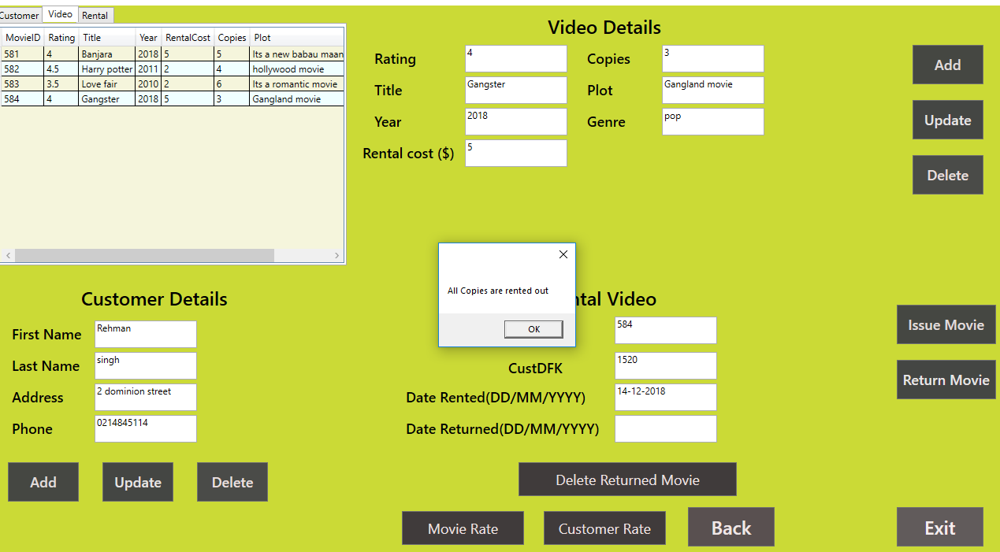 Customer Video Rental
MovieID Rating Title Year RentalCost Copies Plot
581 4 Banjara 2018 5 5 Its a new babau maan
582 4.5 Harry potter 2011 2 4 hollywood movie
583 3.5 Love fair 2010 2 6 Its a romantic movie
584 4 Gangster 2018 5 3 Gangland movie
Video Details
Rating 4 Copies 3
Title Gangster Plot Gangland movie
Year 2018 Genre pop
Rental cost ($) 5
Add
Update
Delete
All Copies are rented out
OK
Customer Details
First Name Rehman
Last Name singh
Address 2 dominion street
Phone 0214845114
Add Update Delete
ntal Video
584
CustDFK 1520
Date Rented(DD/MM/YYYY) 14-12-2018
Date Returned(DD/MM/YYYY)
Issue Movie
Return Movie
Delete Returned Movie
Movie Rate Customer Rate Back Exit